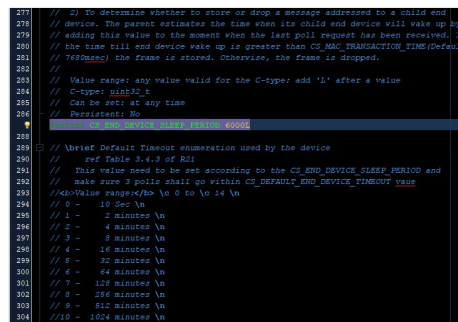 277 // 2) To determine whether to store or drop a message addressed to a child end
278 // device. The parent estimates the time when its child end device will wake up by
279 // adding this value to the moment when the last poll request has been received.
280 // the time till end device wake up is greater than CS_MAC_TRANSACTION_TIME(Defau
281 // 7680msec) the frame is stored. Otherwise, the frame is dropped.
282 //
283 // Value range: any value valid for the C-type; add 'L' after a value
284 // C-type: uint32_t
285 // Can be set: at any time
286 // Persistent: No
CS_END_DEVICE_SLEEP_PERIOD 6000L
288
289 // \brief Default Timeout enumeration used by the device
290 // ref Table 3.4.3 of R21
291 // This value need to be set according to the CS_END_DEVICE_SLEEP_PERIOD and
292 // make sure 3 polls shall go within CS_DEFAULT_END_DEVICE_TIMEOUT vaue
293 //<b>Value range:</b> \c 0 to \c 14 \n
294 // 0 - 10 Sec \n
295 // 1 - 2 minutes \n
296 // 2 - 4 minutes \n
297 // 3 - 8 minutes \n
298 // 4 - 16 minutes \n
299 // 5 - 32 minutes \n
300 // 6 - 64 minutes \n
301 // 7 - 128 minutes \n
302 // 8 - 256 minutes \n
303 // 9 - 512 minutes \n
304 //10 - 1024 minutes \n